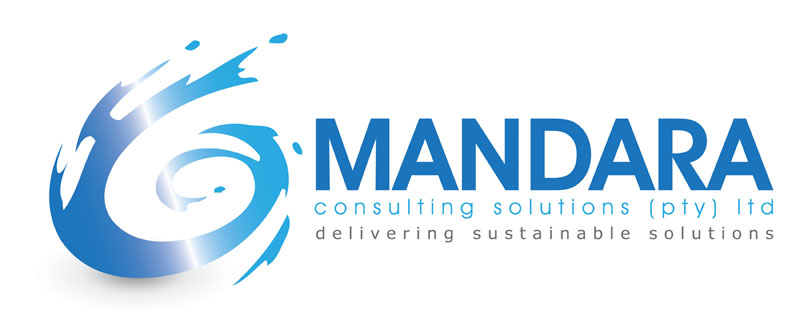 MANDARA
consulting solutions (pty) ltd
delivering sustainable solutions